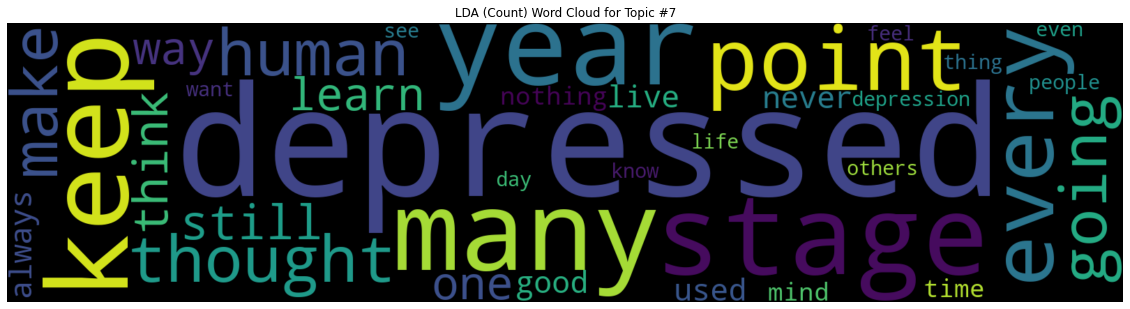 LDA (Count) Word Cloud for Topic #7
make
keep
way
human
see
year
point
feel
even
thing
every
people
want
learn
nothing
live
never
depression
going
think
depressed
life
know
others
day
always
still
thought
many
stage
one
good
used
mind
time